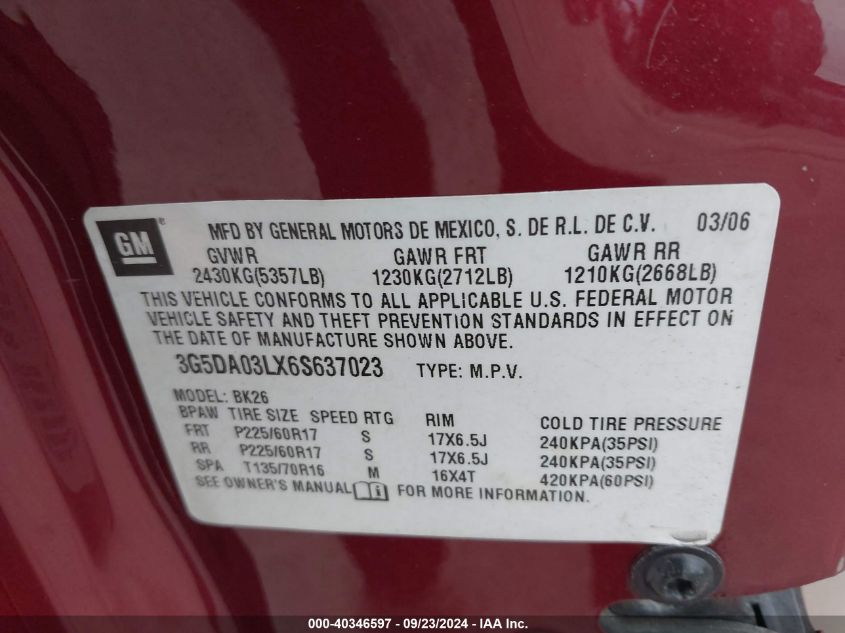 GM ® MFD BY GENERAL MOTORS DE MEXICO, S. DE R.L. DE C.V. 03/06
GVWR GAWR FRT GAWR RR
2430KG(5357LB) 1230KG(2712LB) 1210KG(2668LB)
THIS VEHICLE CONFORMS TO ALL APPLICABLE U.S. FEDERAL MOTOR
VEHICLE SAFETY AND THEFT PREVENTION STANDARDS IN EFFECT ON
THE DATE OF MANUFACTURE SHOWN ABOVE.
3G5DA03LX6S637023 TYPE: M.P.V.
MODEL: BK26
BPAW TIRE SIZE SPEED RTG RIM COLD TIRE PRESSURE
FRT P225/60R17 S 17X6.5J 240KPA(35PSI)
RR P225/60R17 S 17X6.5J 240KPA(35PSI)
SPA T135/70R16 M 16X4T 420KPA(60PSI)
SEE OWNER'S MANUAL FOR MORE INFORMATION.
000-40346597 / 09/23/2024 - IAA Inc.